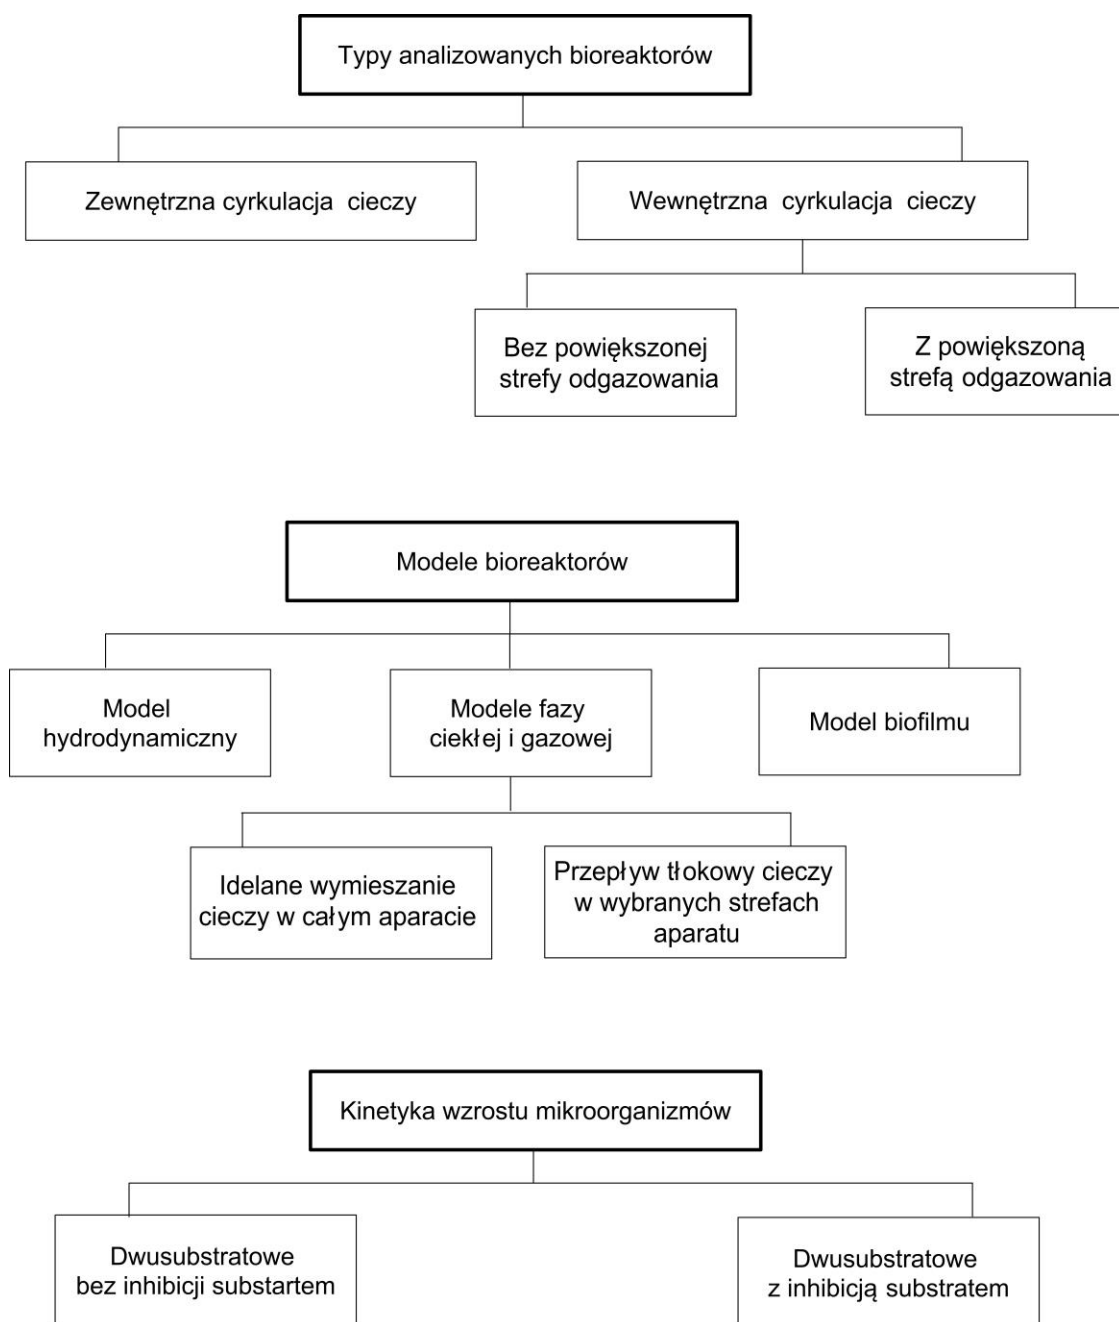 Typy analizowanych bioreaktorów
Zewnętrzna cyrkulacja cieczy
Wewnętrzna cyrkulacja cieczy
Bez powiększonej
strefy odgazowania
Z powiększoną
strefą odgazowania
Modele bioreaktorów
Model
hydrodynamiczny
Modele fazy
ciekłej i gazowej
Model biofilmu
Idelane wymieszanie
cieczy w całym aparacie
Przepływ tłokowy cieczy
w wybranych strefach
aparatu
Kinetyka wzrostu mikroorganizmów
Dwusubstratowe
bez inhibicji substartem
Dwusubstratowe
z inhibicją substratem